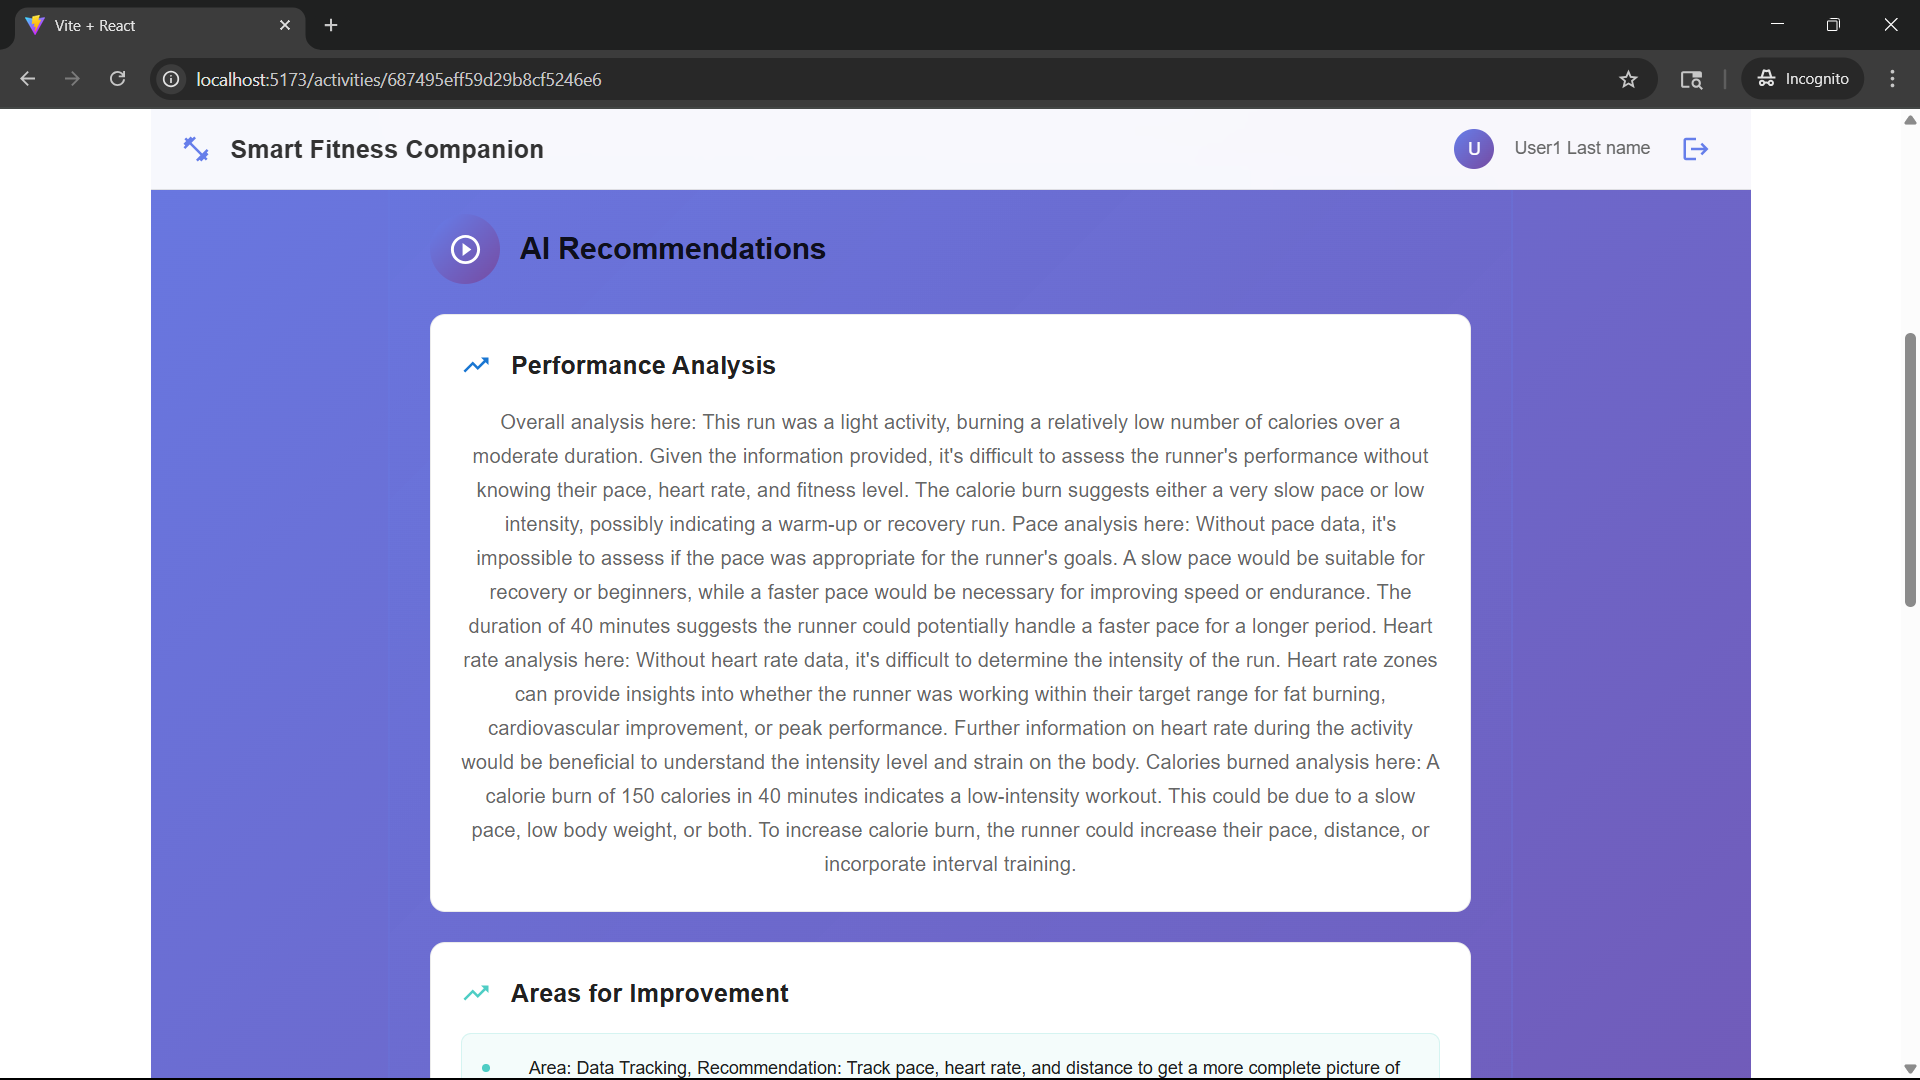 Vite + React
localhost:5173/activities/687495eff59d29b8cf5246e6
Incognito
Smart Fitness Companion
U
User1 Last name
AI Recommendations
Performance Analysis
Overall analysis here: This run was a light activity, burning a relatively low number of calories over a
moderate duration. Given the information provided, it's difficult to assess the runner's performance without
knowing their pace, heart rate, and fitness level. The calorie burn suggests either a very slow pace or low
intensity, possibly indicating a warm-up or recovery run. Pace analysis here: Without pace data, it's
impossible to assess if the pace was appropriate for the runner's goals. A slow pace would be suitable for
recovery or beginners, while a faster pace would be necessary for improving speed or endurance. The
duration of 40 minutes suggests the runner could potentially handle a faster pace for a longer period. Heart
rate analysis here: Without heart rate data, it's difficult to determine the intensity of the run. Heart rate zones
can provide insights into whether the runner was working within their target range for fat burning,
cardiovascular improvement, or peak performance. Further information on heart rate during the activity
would be beneficial to understand the intensity level and strain on the body. Calories burned analysis here: A
calorie burn of 150 calories in 40 minutes indicates a low-intensity workout. This could be due to a slow
pace, low body weight, or both. To increase calorie burn, the runner could increase their pace, distance, or
incorporate interval training.
Areas for Improvement
Area: Data Tracking, Recommendation: Track pace, heart rate, and distance to get a more complete picture of